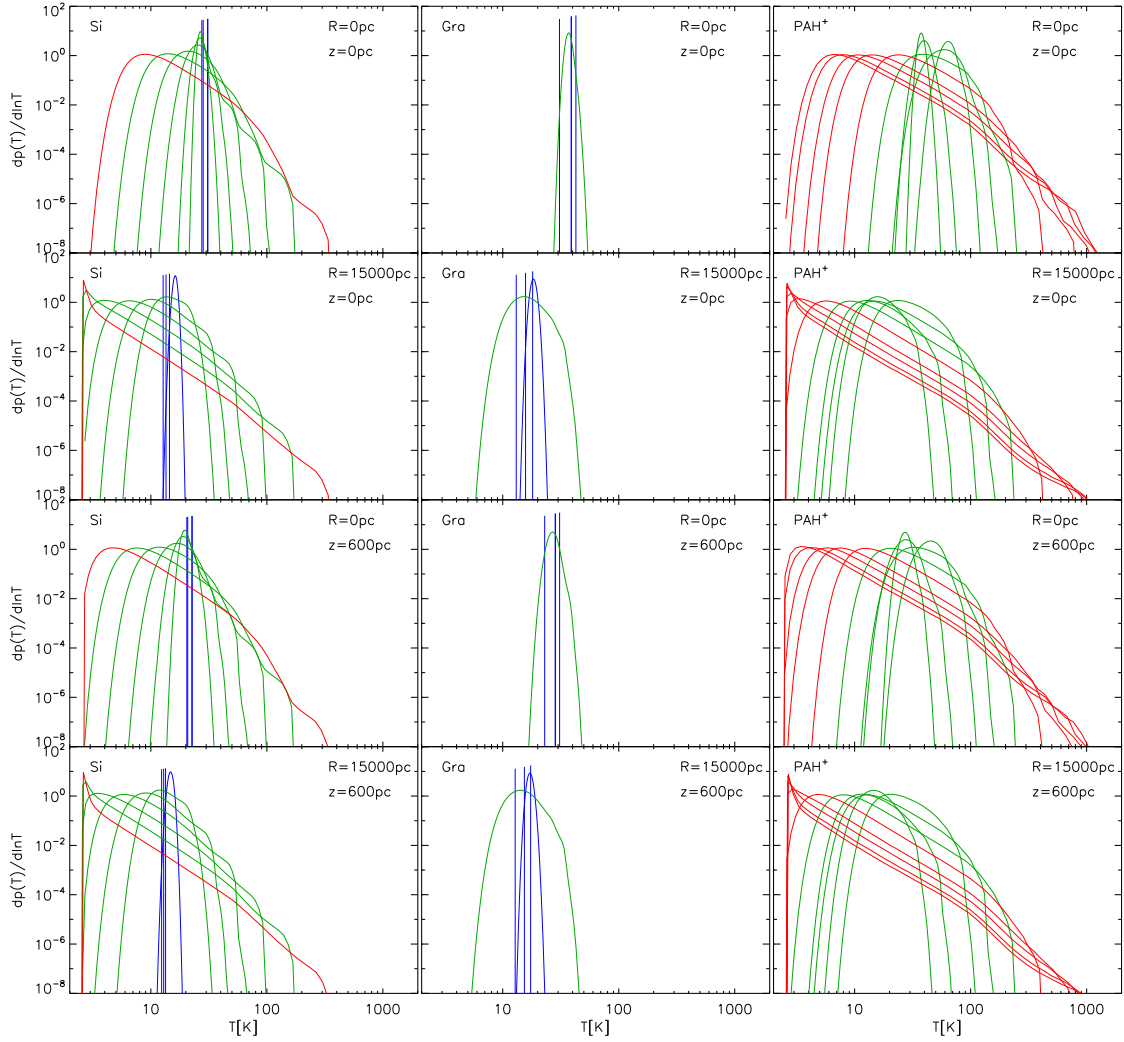 Si R=0pc Gra R=0pc PAH⁺ R=0pc
z=0pc z=0pc z=0pc
10² 10⁰ 10⁻² 10⁻⁴ 10⁻⁶ 10⁻⁸
dp(T)/dlnT
Si R=15000pc Gra R=15000pc PAH⁺ R=15000pc
z=0pc z=0pc z=0pc
10² 10⁰ 10⁻² 10⁻⁴ 10⁻⁶ 10⁻⁸
dp(T)/dlnT
Si R=0pc Gra R=0pc PAH⁺ R=0pc
z=600pc z=600pc z=600pc
10² 10⁰ 10⁻² 10⁻⁴ 10⁻⁶ 10⁻⁸
dp(T)/dlnT
Si R=15000pc Gra R=15000pc PAH⁺ R=15000pc
z=600pc z=600pc z=600pc
10² 10⁰ 10⁻² 10⁻⁴ 10⁻⁶ 10⁻⁸
dp(T)/dlnT
10 100 1000 10 100 1000 10 100 1000
T[K] T[K] T[K]